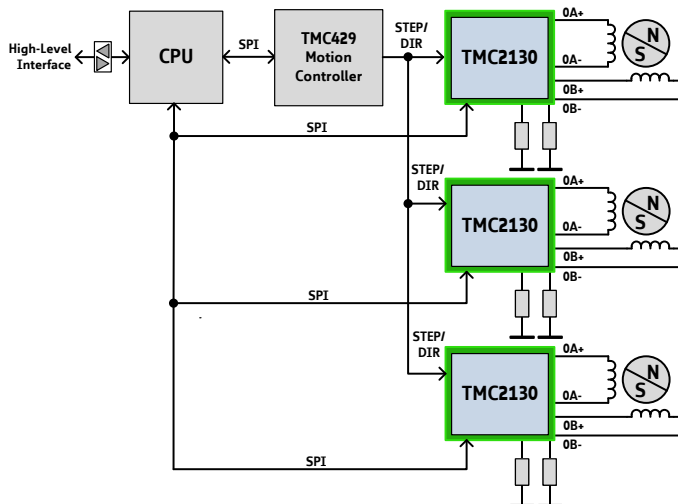 High-Level
Interface
CPU
SPI
TMC429
Motion
Controller
STEP/
DIR
TMC2130
0A+
0A-
0B+
0B-
N
S
SPI
STEP/
DIR
TMC2130
0A+
0A-
0B+
0B-
N
S
SPI
STEP/
DIR
TMC2130
0A+
0A-
0B+
0B-
N
S
SPI